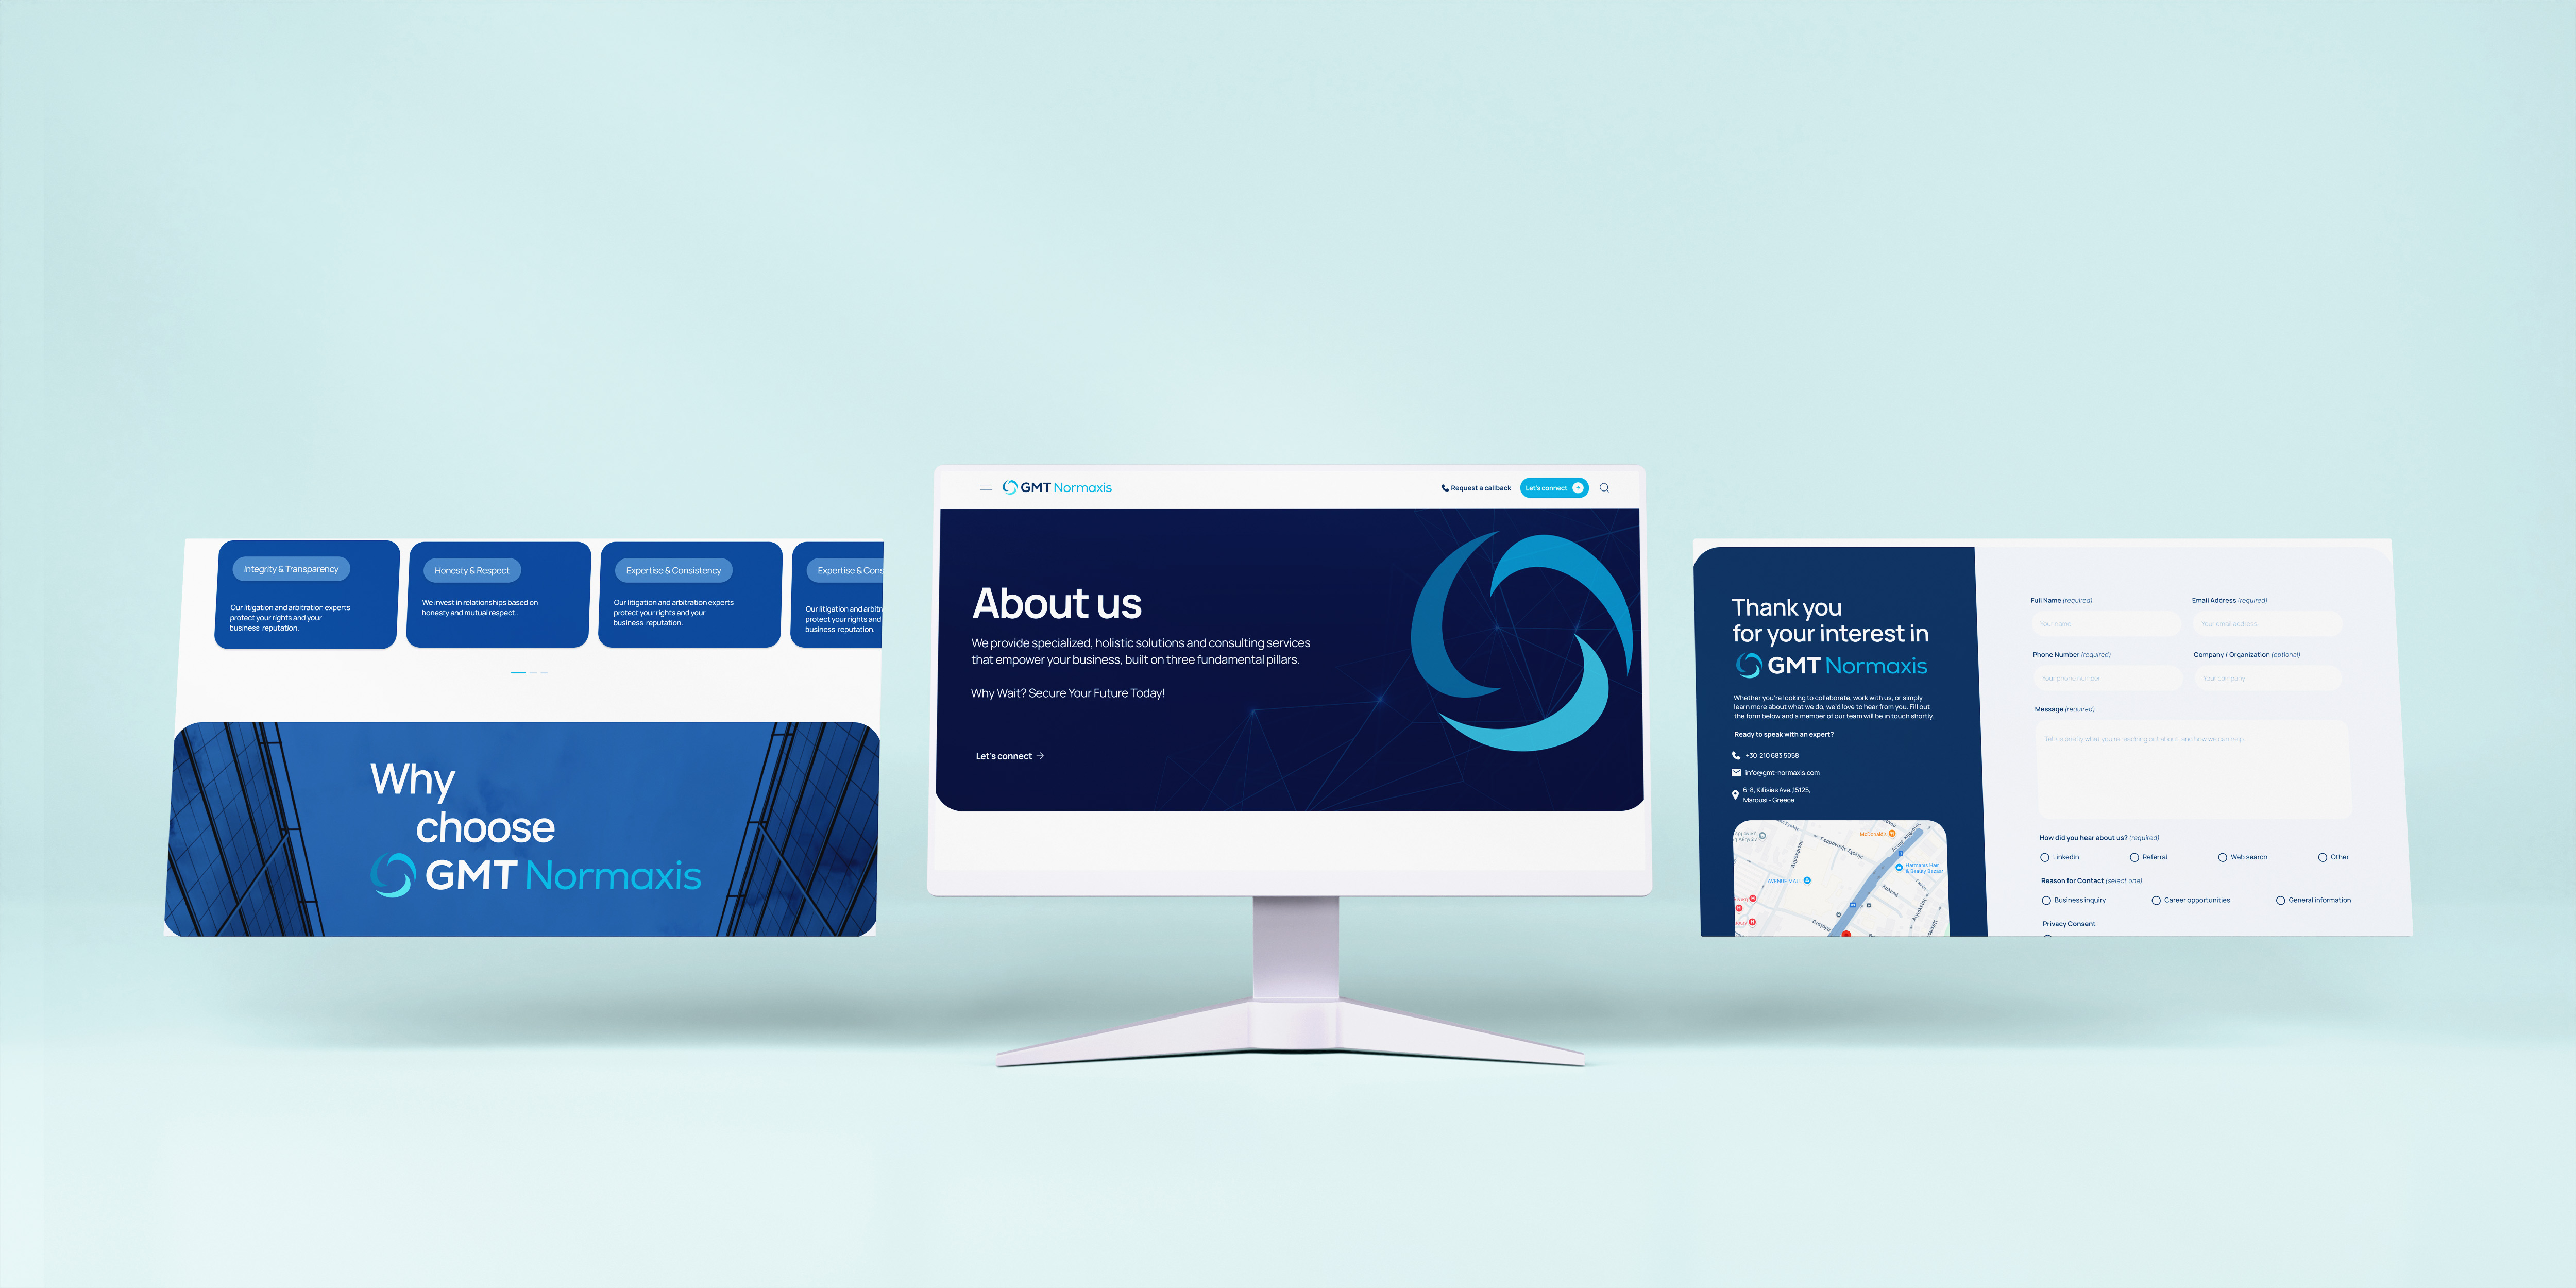 Integrity & Transparency
Our litigation and arbitration experts
protect your rights and your
business reputation.
Honesty & Respect
We invest in relationships based on
honesty and mutual respect..
Expertise & Consistency
Our litigation and arbitration experts
protect your rights and your
business reputation.
Expertise & Cons
Our litigation and arbitra
protect your rights and
business reputation.
Why
choose
GMT Normaxis
GMT Normaxis
Request a callback
Let's connect
About us
We provide specialized, holistic solutions and consulting services
that empower your business, built on three fundamental pillars.
Why Wait? Secure Your Future Today!
Let's connect
Thank you
for your interest in
GMT Normaxis
Whether you're looking to collaborate, work with us, or simply
learn more about what we do, we'd love to hear from you. Fill out
the form below and a member of our team will be in touch shortly.
Ready to speak with an expert?
+30 210 683 5058
info@gmt-normaxis.com
6-8, Kifisias Ave.,15125,
Marousi - Greece
McDonald's
Γερμανικής Σχολής
Harmanis Hair
& Beauty Bazaar
AVENUE MALL
Full Name (required)
Your name
Email Address (required)
Your email address
Phone Number (required)
Your phone number
Company / Organization (optional)
Your company
Message (required)
Tell us briefly what you're reaching out about, and how we can help.
How did you hear about us? (required)
Linkedin
Referral
Web search
Other
Reason for Contact (select one)
Business inquiry
Career opportunities
General information
Privacy Consent